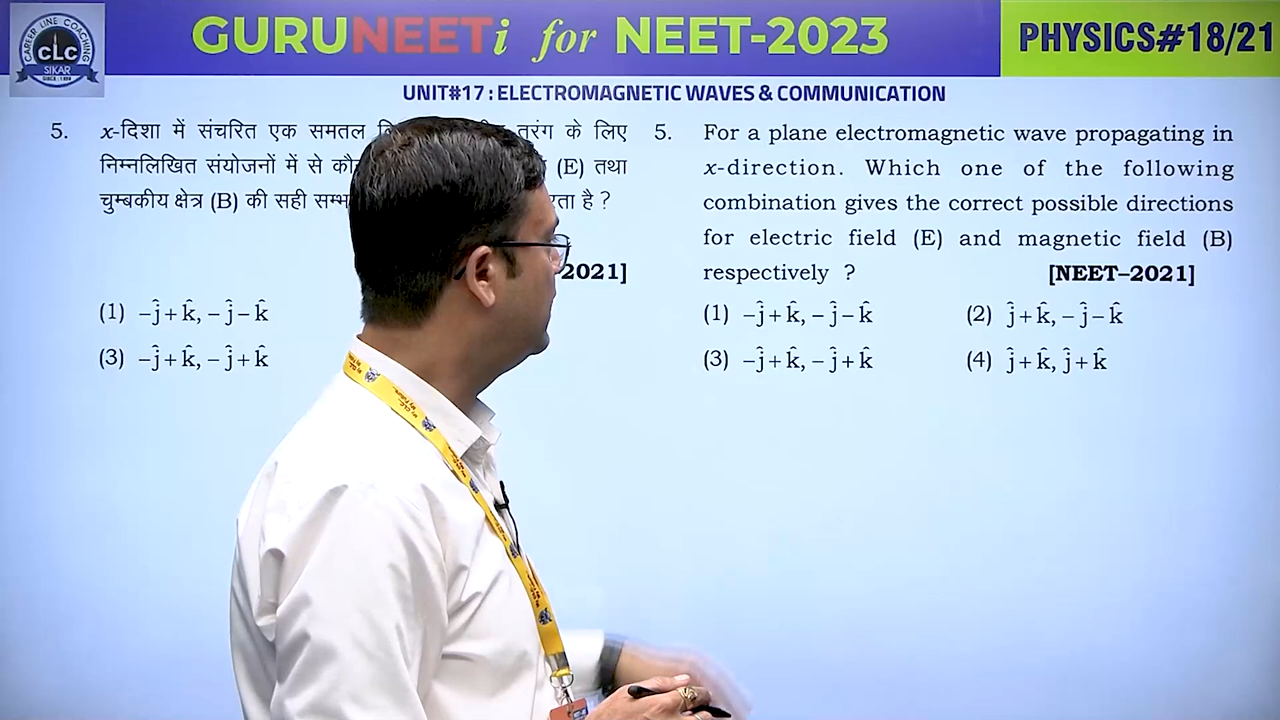 CAREER LINE COACHING
CLC
SIKAR
SINCE : 1996
GURUNEETi for NEET-2023
PHYSICS#18/21
UNIT#17 : ELECTROMAGNETIC WAVES & COMMUNICATION
5. x-दिशा में संचरित एक समतल तरंग के लिए
निम्नलिखित संयोजनों में से (E) तथा
चुम्बकीय क्षेत्र (B) की सही है ?
2021]
(1) −ĵ+k̂, −ĵ−k̂
(3) −ĵ+k̂, −ĵ+k̂
5. For a plane electromagnetic wave propagating in
x-direction. Which one of the following
combination gives the correct possible directions
for electric field (E) and magnetic field (B)
respectively ? [NEET–2021]
(1) −ĵ+k̂, −ĵ−k̂ (2) ĵ+k̂, −ĵ−k̂
(3) −ĵ+k̂, −ĵ+k̂ (4) ĵ+k̂, ĵ+k̂